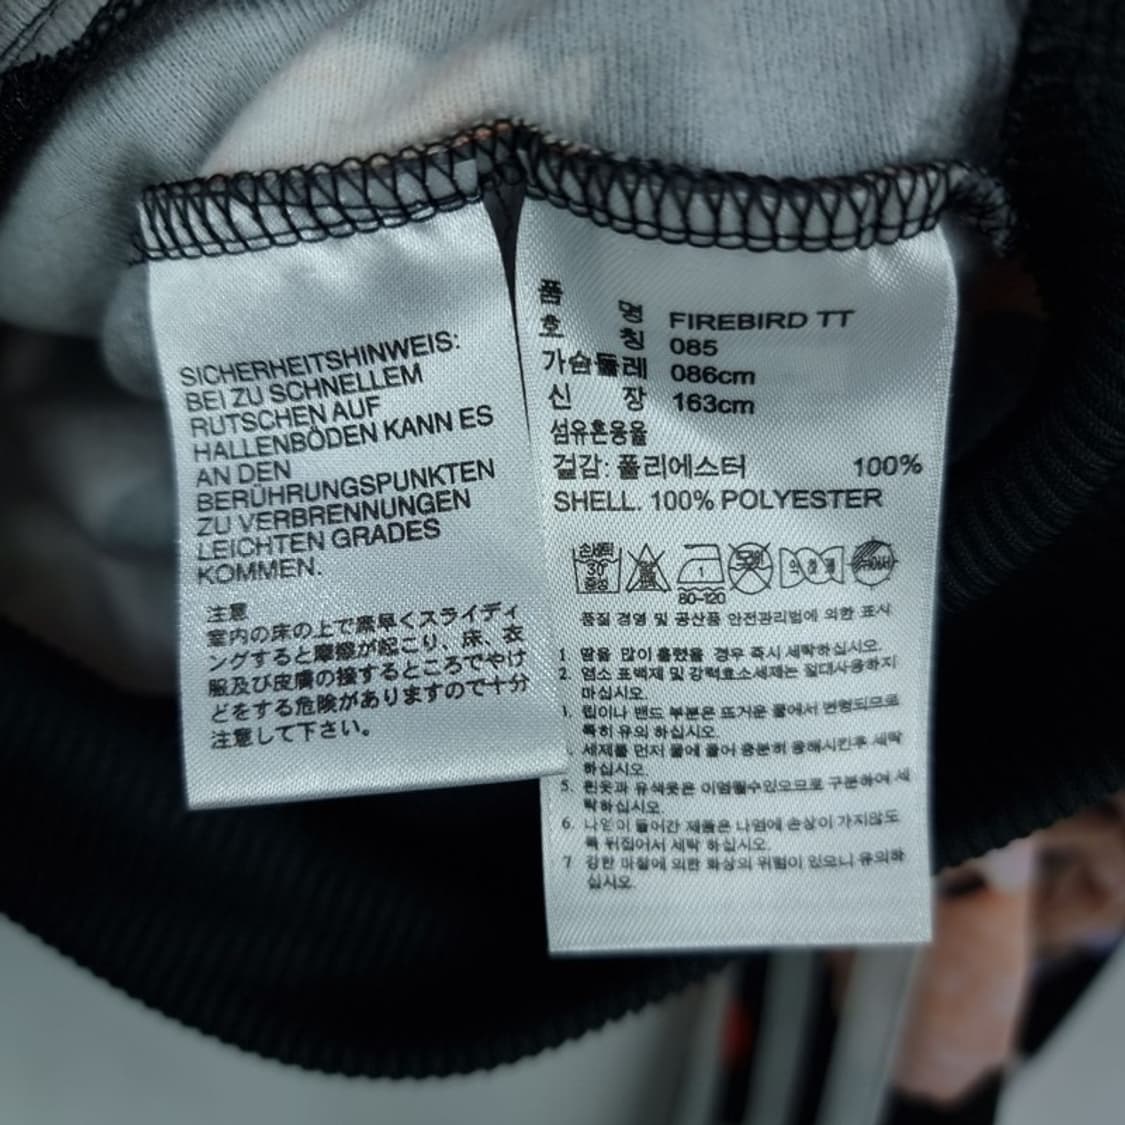 SICHERHEITSHINWEIS:
BEI ZU SCHNELLEM
RUTSCHEN AUF
HALLENBÖDEN KANN ES
AN DEN
BERÜHRUNGSPUNKTEN
ZU VERBRENNUNGEN
LEICHTEN GRADES
KOMMEN.
注意
室内の床の上で素早くスライディ
ングすると摩擦が起こり、床、衣
服及び皮膚の接するところでやけ
どをする危険がありますので十分
注意して下さい。
품 명 FIREBIRD TT
호 칭 085
가슴둘레 086cm
신 장 163cm
섬유혼용율
겉감: 폴리에스터 100%
SHELL. 100% POLYESTER
손세탁 30 중성
1
80-120
품질 경영 및 공산품 안전관리법에 의한 표시
1 땀을 많이 흘렸을 경우 즉시 세탁하십시오.
2. 염소 표백제 및 강력효소세제는 절대사용하지
마십시오.
립이나 밴드 부분은 뜨거운 물에서 변형되므로
특히 유의 하십시오.
세제를 먼저 물에 풀어 충분히 용해시킨후 세탁
하십시오.
5. 흰옷과 유색옷은 이염될수있으므로 구분하여 세
탁하십시오.
6. 나염이 들어간 제품은 나염에 손상이 가지않도
록 뒤집어서 세탁 하십시오.
7 강한 마찰에 의한 화상의 위험이 있으니 유의하
십시오.